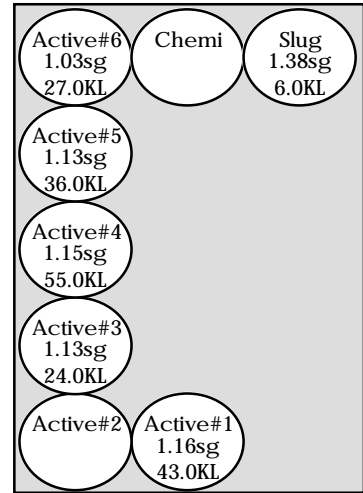 Active#6
1.03sg
27.0KL
Chemi
Slug
1.38sg
6.0KL
Active#5
1.13sg
36.0KL
Active#4
1.15sg
55.0KL
Active#3
1.13sg
24.0KL
Active#2
Active#1
1.16sg
43.0KL